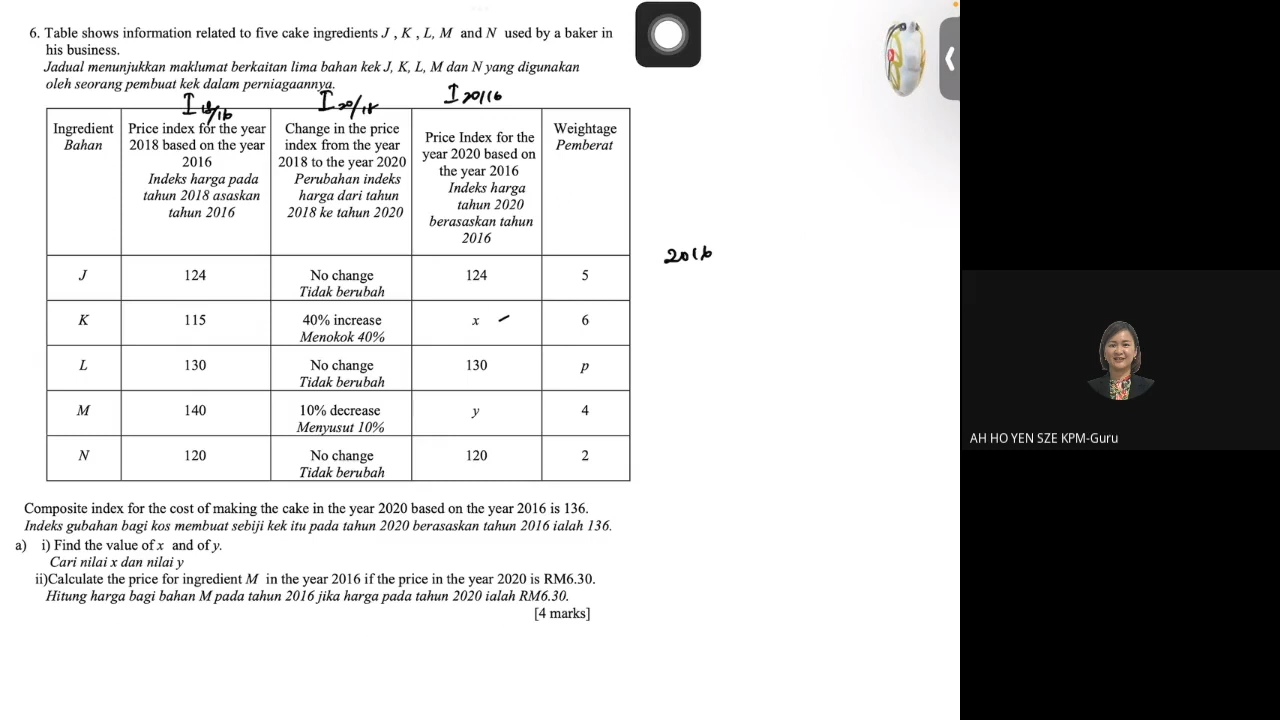 6. Table shows information related to five cake ingredients J , K , L, M and N used by a baker in
his business.
Jadual menunjukkan maklumat berkaitan lima bahan kek J, K, L, M dan N yang digunakan
oleh seorang pembuat kek dalam perniagaannya.
I 18/16 I 20/18 I 20/16
Ingredient
Bahan
Price index for the year
2018 based on the year
2016
Indeks harga pada
tahun 2018 asaskan
tahun 2016
Change in the price
index from the year
2018 to the year 2020
Perubahan indeks
harga dari tahun
2018 ke tahun 2020
Price Index for the
year 2020 based on
the year 2016
Indeks harga
tahun 2020
berasaskan tahun
2016
Weightage
Pemberat
2016
J 124 No change 124 5
Tidak berubah
K 115 40% increase x 6
Menokok 40%
L 130 No change 130 p
Tidak berubah
M 140 10% decrease y 4
Menyusut 10%
N 120 No change 120 2
Tidak berubah
Composite index for the cost of making the cake in the year 2020 based on the year 2016 is 136.
Indeks gubahan bagi kos membuat sebiji kek itu pada tahun 2020 berasaskan tahun 2016 ialah 136.
a) i) Find the value of x and of y.
Cari nilai x dan nilai y
ii)Calculate the price for ingredient M in the year 2016 if the price in the year 2020 is RM6.30.
Hitung harga bagi bahan M pada tahun 2016 jika harga pada tahun 2020 ialah RM6.30.
[4 marks]
AH HO YEN SZE KPM-Guru